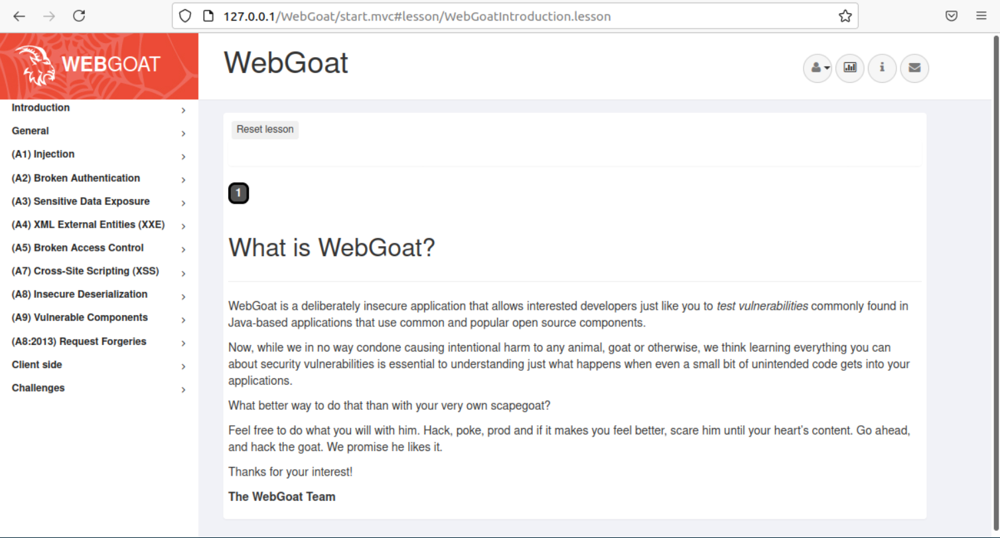 127.0.0.1/WebGoat/start.mvc#lesson/WebGoatIntroduction.lesson
WEBGOAT
WebGoat
Introduction
General
(A1) Injection
(A2) Broken Authentication
(A3) Sensitive Data Exposure
(A4) XML External Entities (XXE)
(A5) Broken Access Control
(A7) Cross-Site Scripting (XSS)
(A8) Insecure Deserialization
(A9) Vulnerable Components
(A8:2013) Request Forgeries
Client side
Challenges
Reset lesson
1
What is WebGoat?
WebGoat is a deliberately insecure application that allows interested developers just like you to test vulnerabilities commonly found in
Java-based applications that use common and popular open source components.
Now, while we in no way condone causing intentional harm to any animal, goat or otherwise, we think learning everything you can
about security vulnerabilities is essential to understanding just what happens when even a small bit of unintended code gets into your
applications.
What better way to do that than with your very own scapegoat?
Feel free to do what you will with him. Hack, poke, prod and if it makes you feel better, scare him until your heart’s content. Go ahead,
and hack the goat. We promise he likes it.
Thanks for your interest!
The WebGoat Team